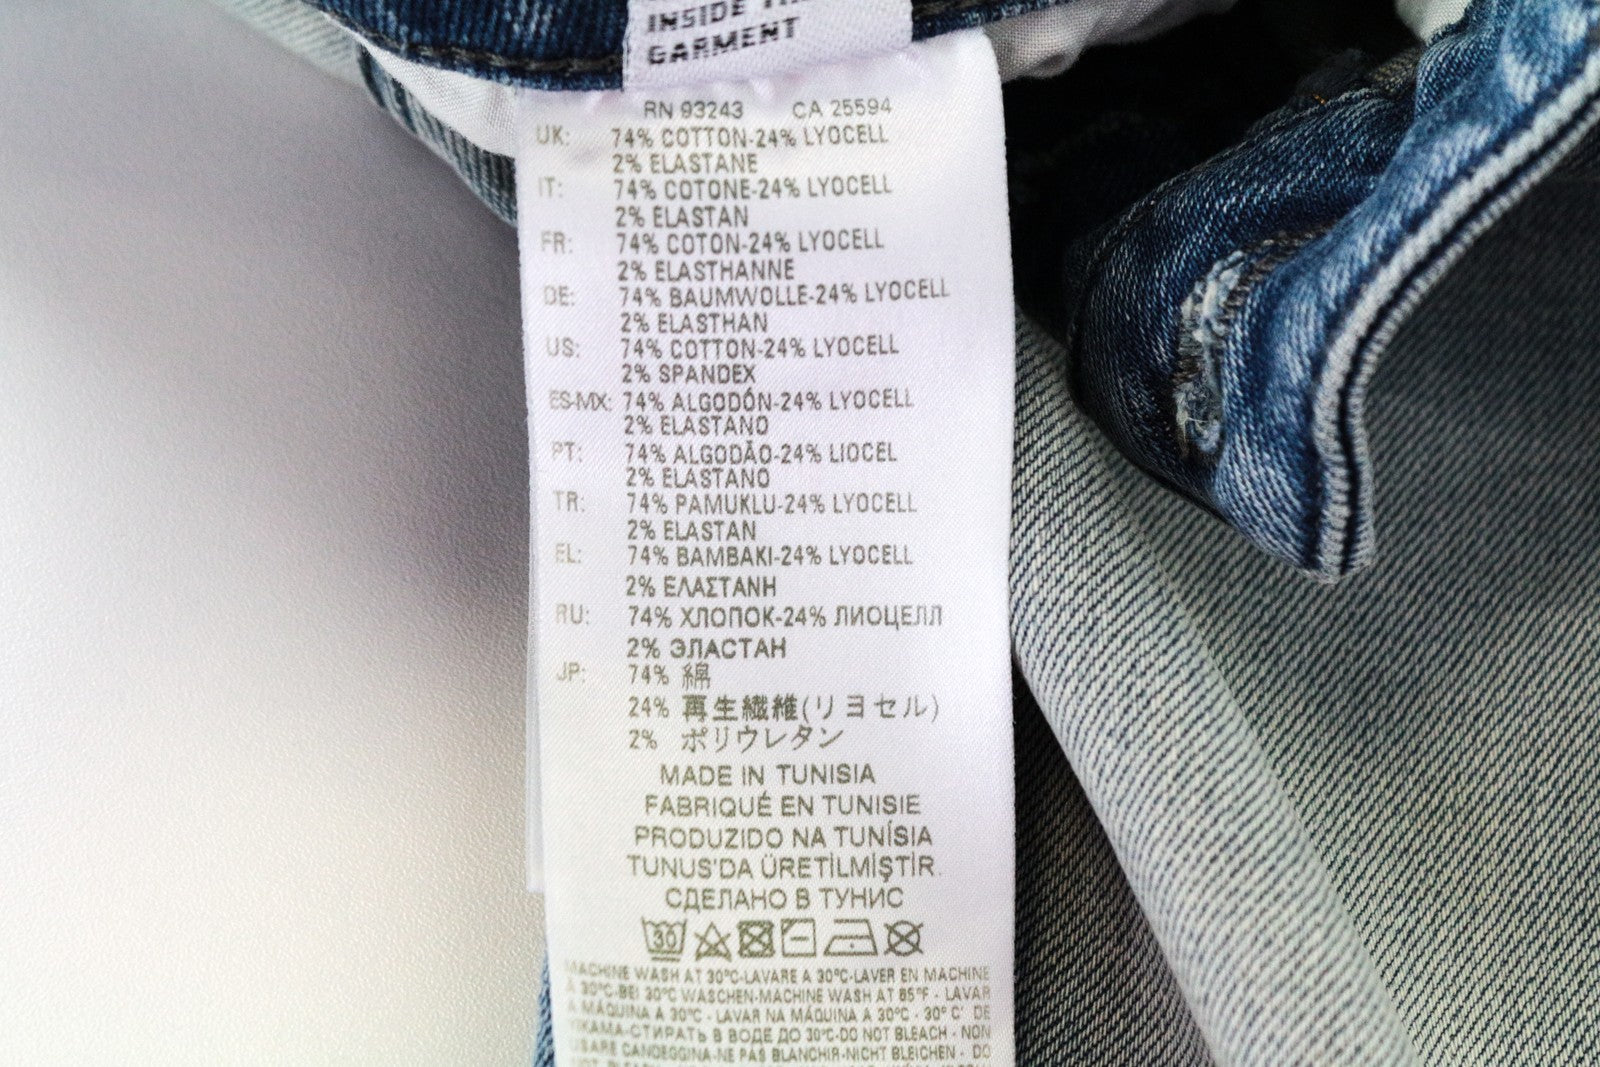 INSIDE
GARMENT
RN 93243 CA 25594
UK: 74% COTTON-24% LYOCELL
2% ELASTANE
IT: 74% COTONE-24% LYOCELL
2% ELASTAN
FR: 74% COTON-24% LYOCELL
2% ELASTHANNE
DE: 74% BAUMWOLLE-24% LYOCELL
2% ELASTHAN
US: 74% COTTON-24% LYOCELL
2% SPANDEX
ES-MX: 74% ALGODÓN-24% LYOCELL
2% ELASTANO
PT: 74% ALGODÃO-24% LIOCEL
2% ELASTANO
TR: 74% PAMUKLU-24% LYOCELL
2% ELASTAN
EL: 74% BAMBAKI-24% LYOCELL
2% ΕΛΑΣΤΑΝΗ
RU: 74% ХЛОПОК-24% ЛИОЦЕЛЛ
2% ЭЛАСТАН
JP: 74% 綿
24% 再生繊維(リヨセル)
2% ポリウレタン
MADE IN TUNISIA
FABRIQUÉ EN TUNISIE
PRODUZIDO NA TUNÍSIA
TUNUS'DA ÜRETİLMİŞTİR.
СДЕЛАНО В ТУНИС
30
MACHINE WASH AT 30°C-LAVARE A 30°C-LAVER EN MACHINE
À 30°C-BEI 30°C WASCHEN-MACHINE WASH AT 85°F - LAVAR
A MÁQUINA A 30°C - LAVAR NA MÁQUINA A 30°C - 30° C' DE
YIKAMA-СТИРАТЬ В ВОДЕ ДО 30°C-DO NOT BLEACH - NON
USARE CANDEGGINA-NE PAS BLANCHIR-NICHT BLEICHEN - DO